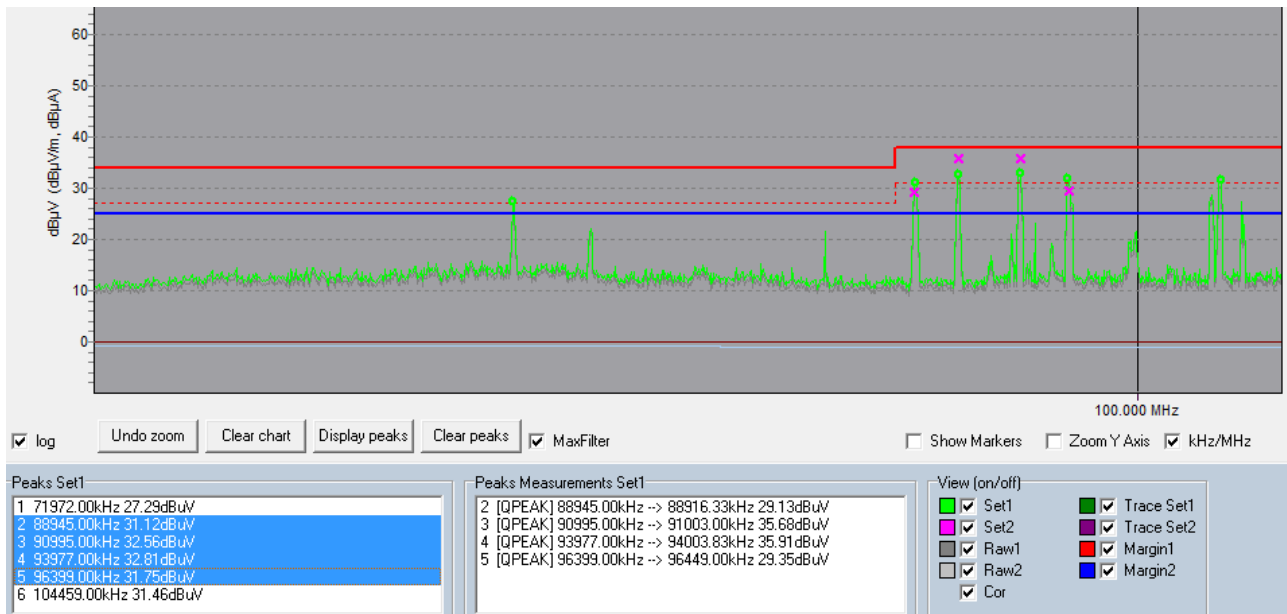 60
50
40
30
20
10
0
dBµV (dBµV/m, dBµA)
100.000 MHz
log
Undo zoom
Clear chart
Display peaks
Clear peaks
MaxFilter
Show Markers
Zoom Y Axis
kHz/MHz
Peaks Set1
1 71972.00kHz 27.29dBuV
2 88945.00kHz 31.12dBuV
3 90995.00kHz 32.56dBuV
4 93977.00kHz 32.81dBuV
5 96399.00kHz 31.75dBuV
6 104459.00kHz 31.46dBuV
Peaks Measurements Set1
2 [QPEAK] 88945.00kHz --> 88916.33kHz 29.13dBuV
3 [QPEAK] 90995.00kHz --> 91003.00kHz 35.68dBuV
4 [QPEAK] 93977.00kHz --> 94003.83kHz 35.91dBuV
5 [QPEAK] 96399.00kHz --> 96449.00kHz 29.35dBuV
View (on/off)
Set1
Trace Set1
Set2
Trace Set2
Raw1
Margin1
Raw2
Margin2
Cor